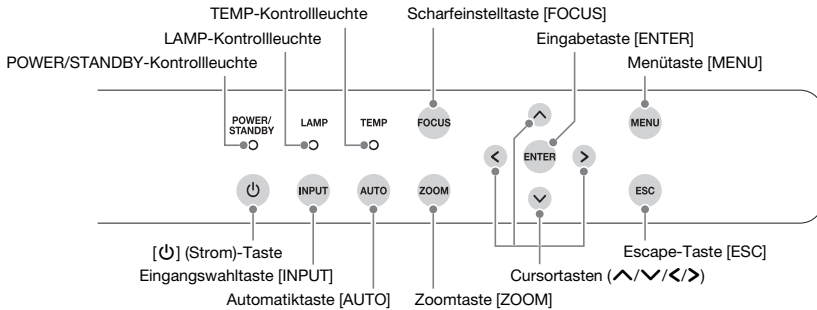 TEMP-Kontrollleuchte
Scharfeinstelltaste [FOCUS]
LAMP-Kontrollleuchte
Eingabetaste [ENTER]
POWER/STANDBY-Kontrollleuchte
Menütaste [MENU]
POWER/
STANDBY
LAMP
TEMP
FOCUS
ENTER
MENU
INPUT
AUTO
ZOOM
ESC
[⏻] (Strom)-Taste
Escape-Taste [ESC]
Eingangswahltaste [INPUT]
Cursortasten (∧/∨/</>)
Automatiktaste [AUTO]
Zoomtaste [ZOOM]